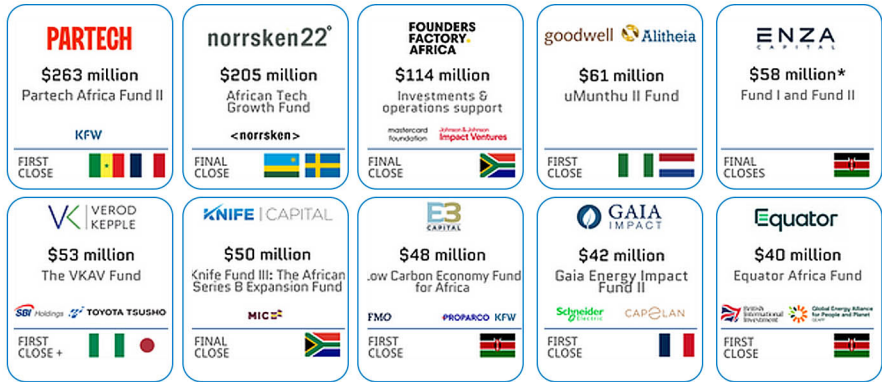 PARTECH
$263 million
Partech Africa Fund II
KFW
FIRST
CLOSE
norrsken22°
$205 million
African Tech
Growth Fund
<norrsken>
FINAL
CLOSE
FOUNDERS
FACTORY
AFRICA
$114 million
Investments &
operations support
mastercard
foundation
Johnson & Johnson
Impact Ventures
FINAL
CLOSE
goodwell Alitheia
$61 million
uMunthu II Fund
FIRST
CLOSE
ENZA
CAPITAL
$58 million*
Fund I and Fund II
FINAL
CLOSES
VK VEROD
KEPPLE
$53 million
The VKAV Fund
SBI Holdings TOYOTA TSUSHO
FIRST
CLOSE +
KNIFE CAPITAL
$50 million
Knife Fund III: The African
Series B Expansion Fund
MIC
FINAL
CLOSE
E3
CAPITAL
$48 million
Low Carbon Economy Fund
for Africa
FMO PROPARCO KFW
FIRST
CLOSE
GAIA
IMPACT
$42 million
Gaia Energy Impact
Fund II
Schneider
Electric
CAPELAN
FIRST
CLOSE
Equator
$40 million
Equator Africa Fund
British
International
Investment
Global Energy Alliance
for People and Planet
FIRST
CLOSE